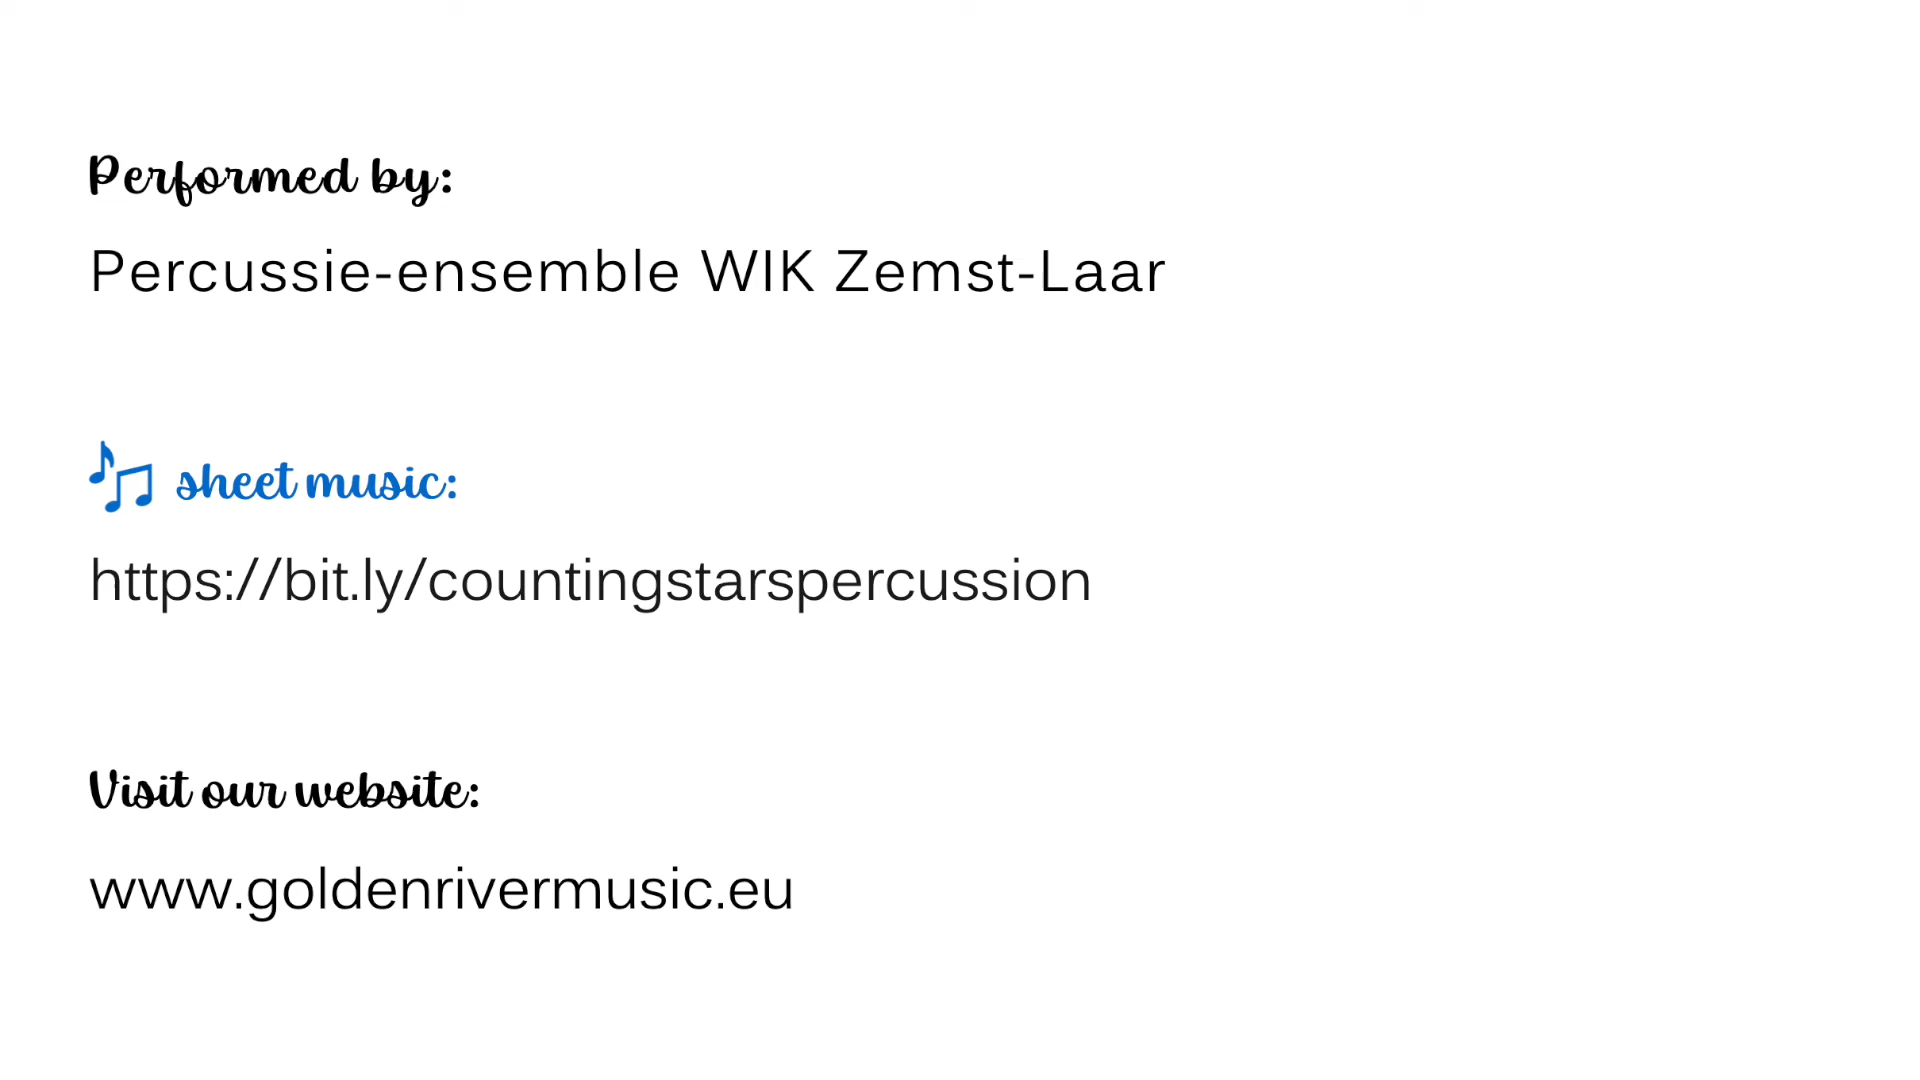 Performed by:
Percussie-ensemble WIK Zemst-Laar
sheet music:
https://bit.ly/countingstarspercussion
Visit our website:
www.goldenrivermusic.eu